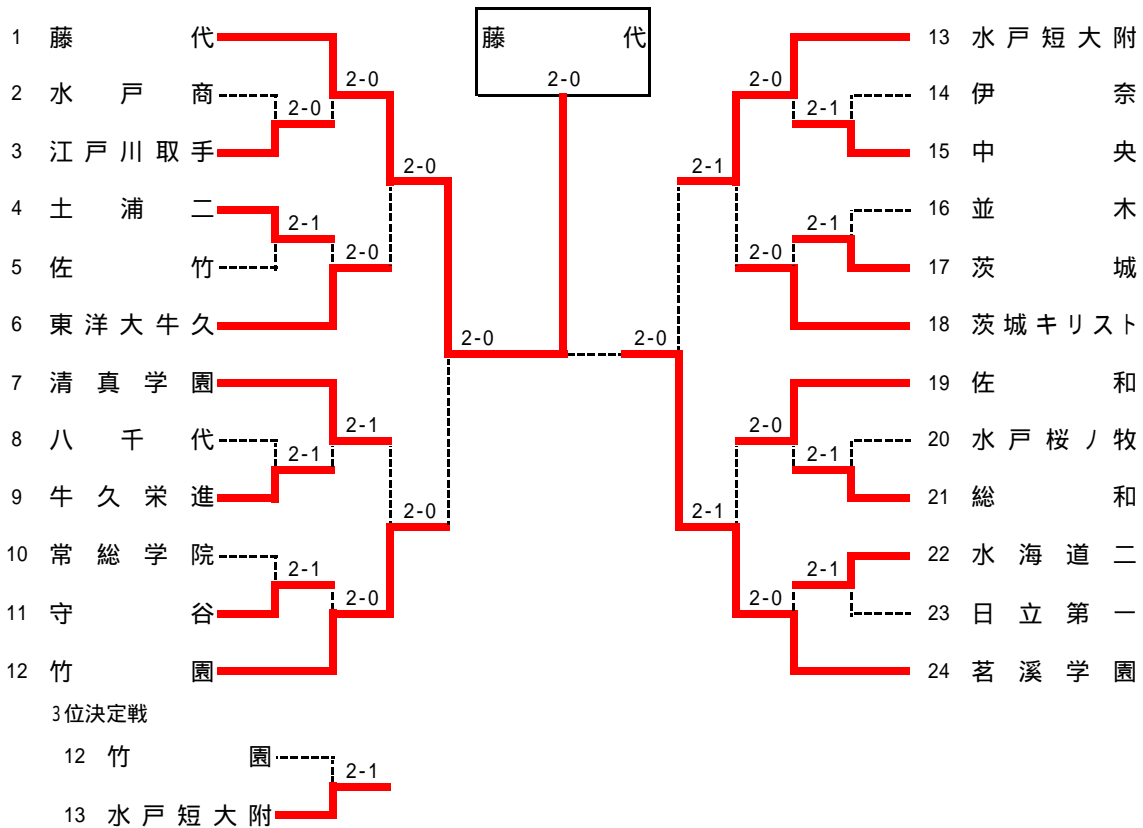 藤代
2-0
1 藤代
2 水戸商
3 江戸川取手
4 土浦二
5 佐竹
6 東洋大牛久
7 清真学園
8 八千代
9 牛久栄進
10 常総学院
11 守谷
12 竹園
2-0
2-1
2-1
2-1
2-0
2-0
2-1
2-0
2-0
2-0
2-0
2-0
2-1
2-1
2-0
2-0
2-0
2-0
2-1
2-1
2-1
2-1
13 水戸短大附
14 伊奈
15 中央
16 並木
17 茨城
18 茨城キリスト
19 佐和
20 水戸桜ノ牧
21 総和
22 水海道二
23 日立第一
24 茗溪学園
3位決定戦
12 竹園
2-1
13 水戸短大附